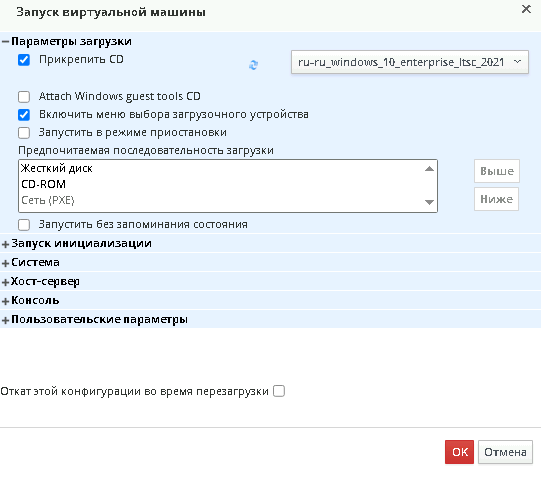 Запуск виртуальной машины
Параметры загрузки
Прикрепить CD
ru-ru_windows_10_enterprise_ltsc_2021
Attach Windows guest tools CD
Включить меню выбора загрузочного устройства
Запустить в режиме приостановки
Предпочитаемая последовательность загрузки
Жесткий диск
CD-ROM
Сеть (PXE)
Выше
Ниже
Запустить без запоминания состояния
Запуск инициализации
Система
Хост-сервер
Консоль
Пользовательские параметры
Откат этой конфигурации во время перезагрузки
OK
Отмена